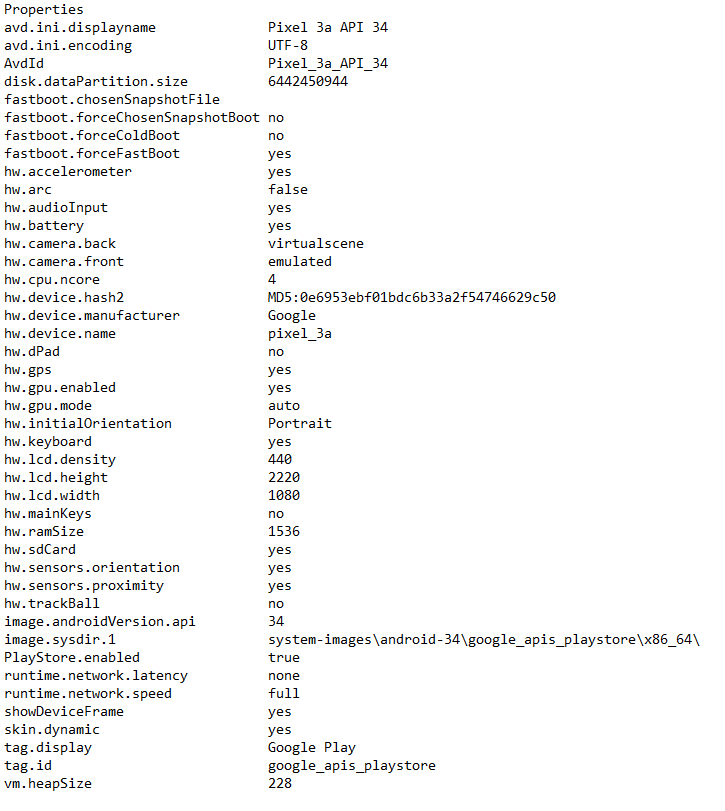 Properties
avd.ini.displayname Pixel 3a API 34
avd.ini.encoding UTF-8
AvdId Pixel_3a_API_34
disk.dataPartition.size 6442450944
fastboot.chosenSnapshotFile
fastboot.forceChosenSnapshotBoot no
fastboot.forceColdBoot no
fastboot.forceFastBoot yes
hw.accelerometer yes
hw.arc false
hw.audioInput yes
hw.battery yes
hw.camera.back virtualscene
hw.camera.front emulated
hw.cpu.ncore 4
hw.device.hash2 MD5:0e6953ebf01bdc6b33a2f54746629c50
hw.device.manufacturer Google
hw.device.name pixel_3a
hw.dPad no
hw.gps yes
hw.gpu.enabled yes
hw.gpu.mode auto
hw.initialOrientation Portrait
hw.keyboard yes
hw.lcd.density 440
hw.lcd.height 2220
hw.lcd.width 1080
hw.mainKeys no
hw.ramSize 1536
hw.sdCard yes
hw.sensors.orientation yes
hw.sensors.proximity yes
hw.trackBall no
image.androidVersion.api 34
image.sysdir.1 system-images\android-34\google_apis_playstore\x86_64\
PlayStore.enabled true
runtime.network.latency none
runtime.network.speed full
showDeviceFrame yes
skin.dynamic yes
tag.display Google Play
tag.id google_apis_playstore
vm.heapSize 228